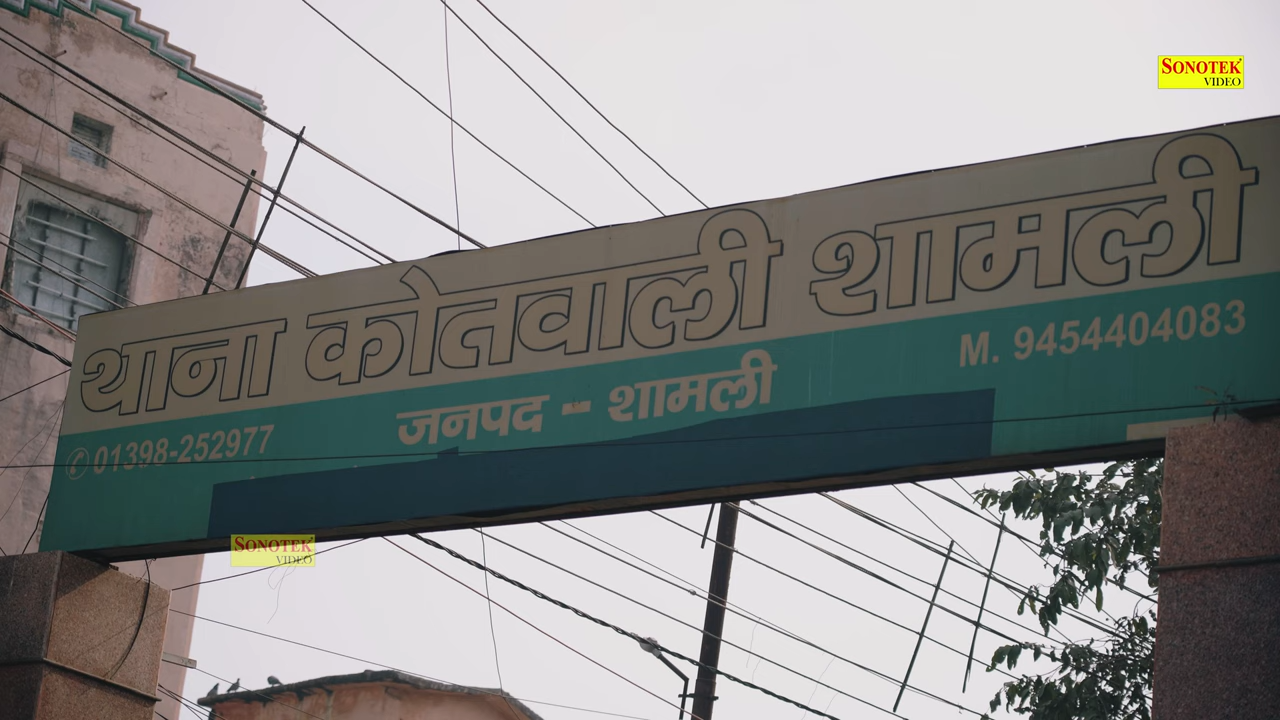 SONOTEK
VIDEO
थाना कोतवाली शामली
M. 9454404083
जनपद - शामली
✆ 01398-252977
SONOTEK
VIDEO